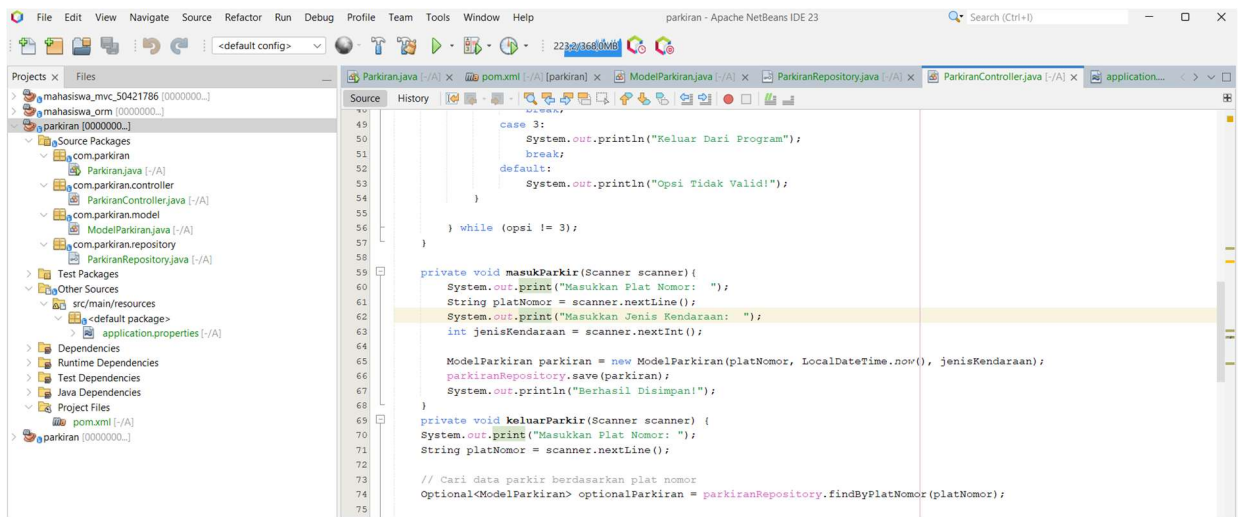 File Edit View Navigate Source Refactor Run Debug Profile Team Tools Window Help parkiran - Apache NetBeans IDE 23 Search (Ctrl+I)
<default config> 223,2/368,0MB
Projects Files
mahasiswa_mvc_50421786 [0000000...]
mahasiswa_orm [0000000...]
parkiran [0000000...]
Source Packages
com.parkiran
Parkiran.java [-/A]
com.parkiran.controller
ParkiranController.java [-/A]
com.parkiran.model
ModelParkiran.java [-/A]
com.parkiran.repository
ParkiranRepository.java [-/A]
Test Packages
Other Sources
src/main/resources
<default package>
application.properties [-/A]
Dependencies
Runtime Dependencies
Test Dependencies
Java Dependencies
Project Files
pom.xml [-/A]
parkiran [0000000...]
Parkiran.java [-/A] pom.xml [-/A] [parkiran] ModelParkiran.java [-/A] ParkiranRepository.java [-/A] ParkiranController.java [-/A] application....
Source History
48 break;
49 case 3:
50 System.out.println("Keluar Dari Program");
51 break;
52 default:
53 System.out.println("Opsi Tidak Valid!");
54 }
55
56 } while (opsi != 3);
57 }
58
59 private void masukParkir(Scanner scanner){
60 System.out.print("Masukkan Plat Nomor:  ");
61 String platNomor = scanner.nextLine();
62 System.out.print("Masukkan Jenis Kendaraan:  ");
63 int jenisKendaraan = scanner.nextInt();
64
65 ModelParkiran parkiran = new ModelParkiran(platNomor, LocalDateTime.now(), jenisKendaraan);
66 parkiranRepository.save(parkiran);
67 System.out.println("Berhasil Disimpan!");
68 }
69 private void keluarParkir(Scanner scanner) {
70 System.out.print("Masukkan Plat Nomor: ");
71 String platNomor = scanner.nextLine();
72
73 // Cari data parkir berdasarkan plat nomor
74 Optional<ModelParkiran> optionalParkiran = parkiranRepository.findByPlatNomor(platNomor);
75